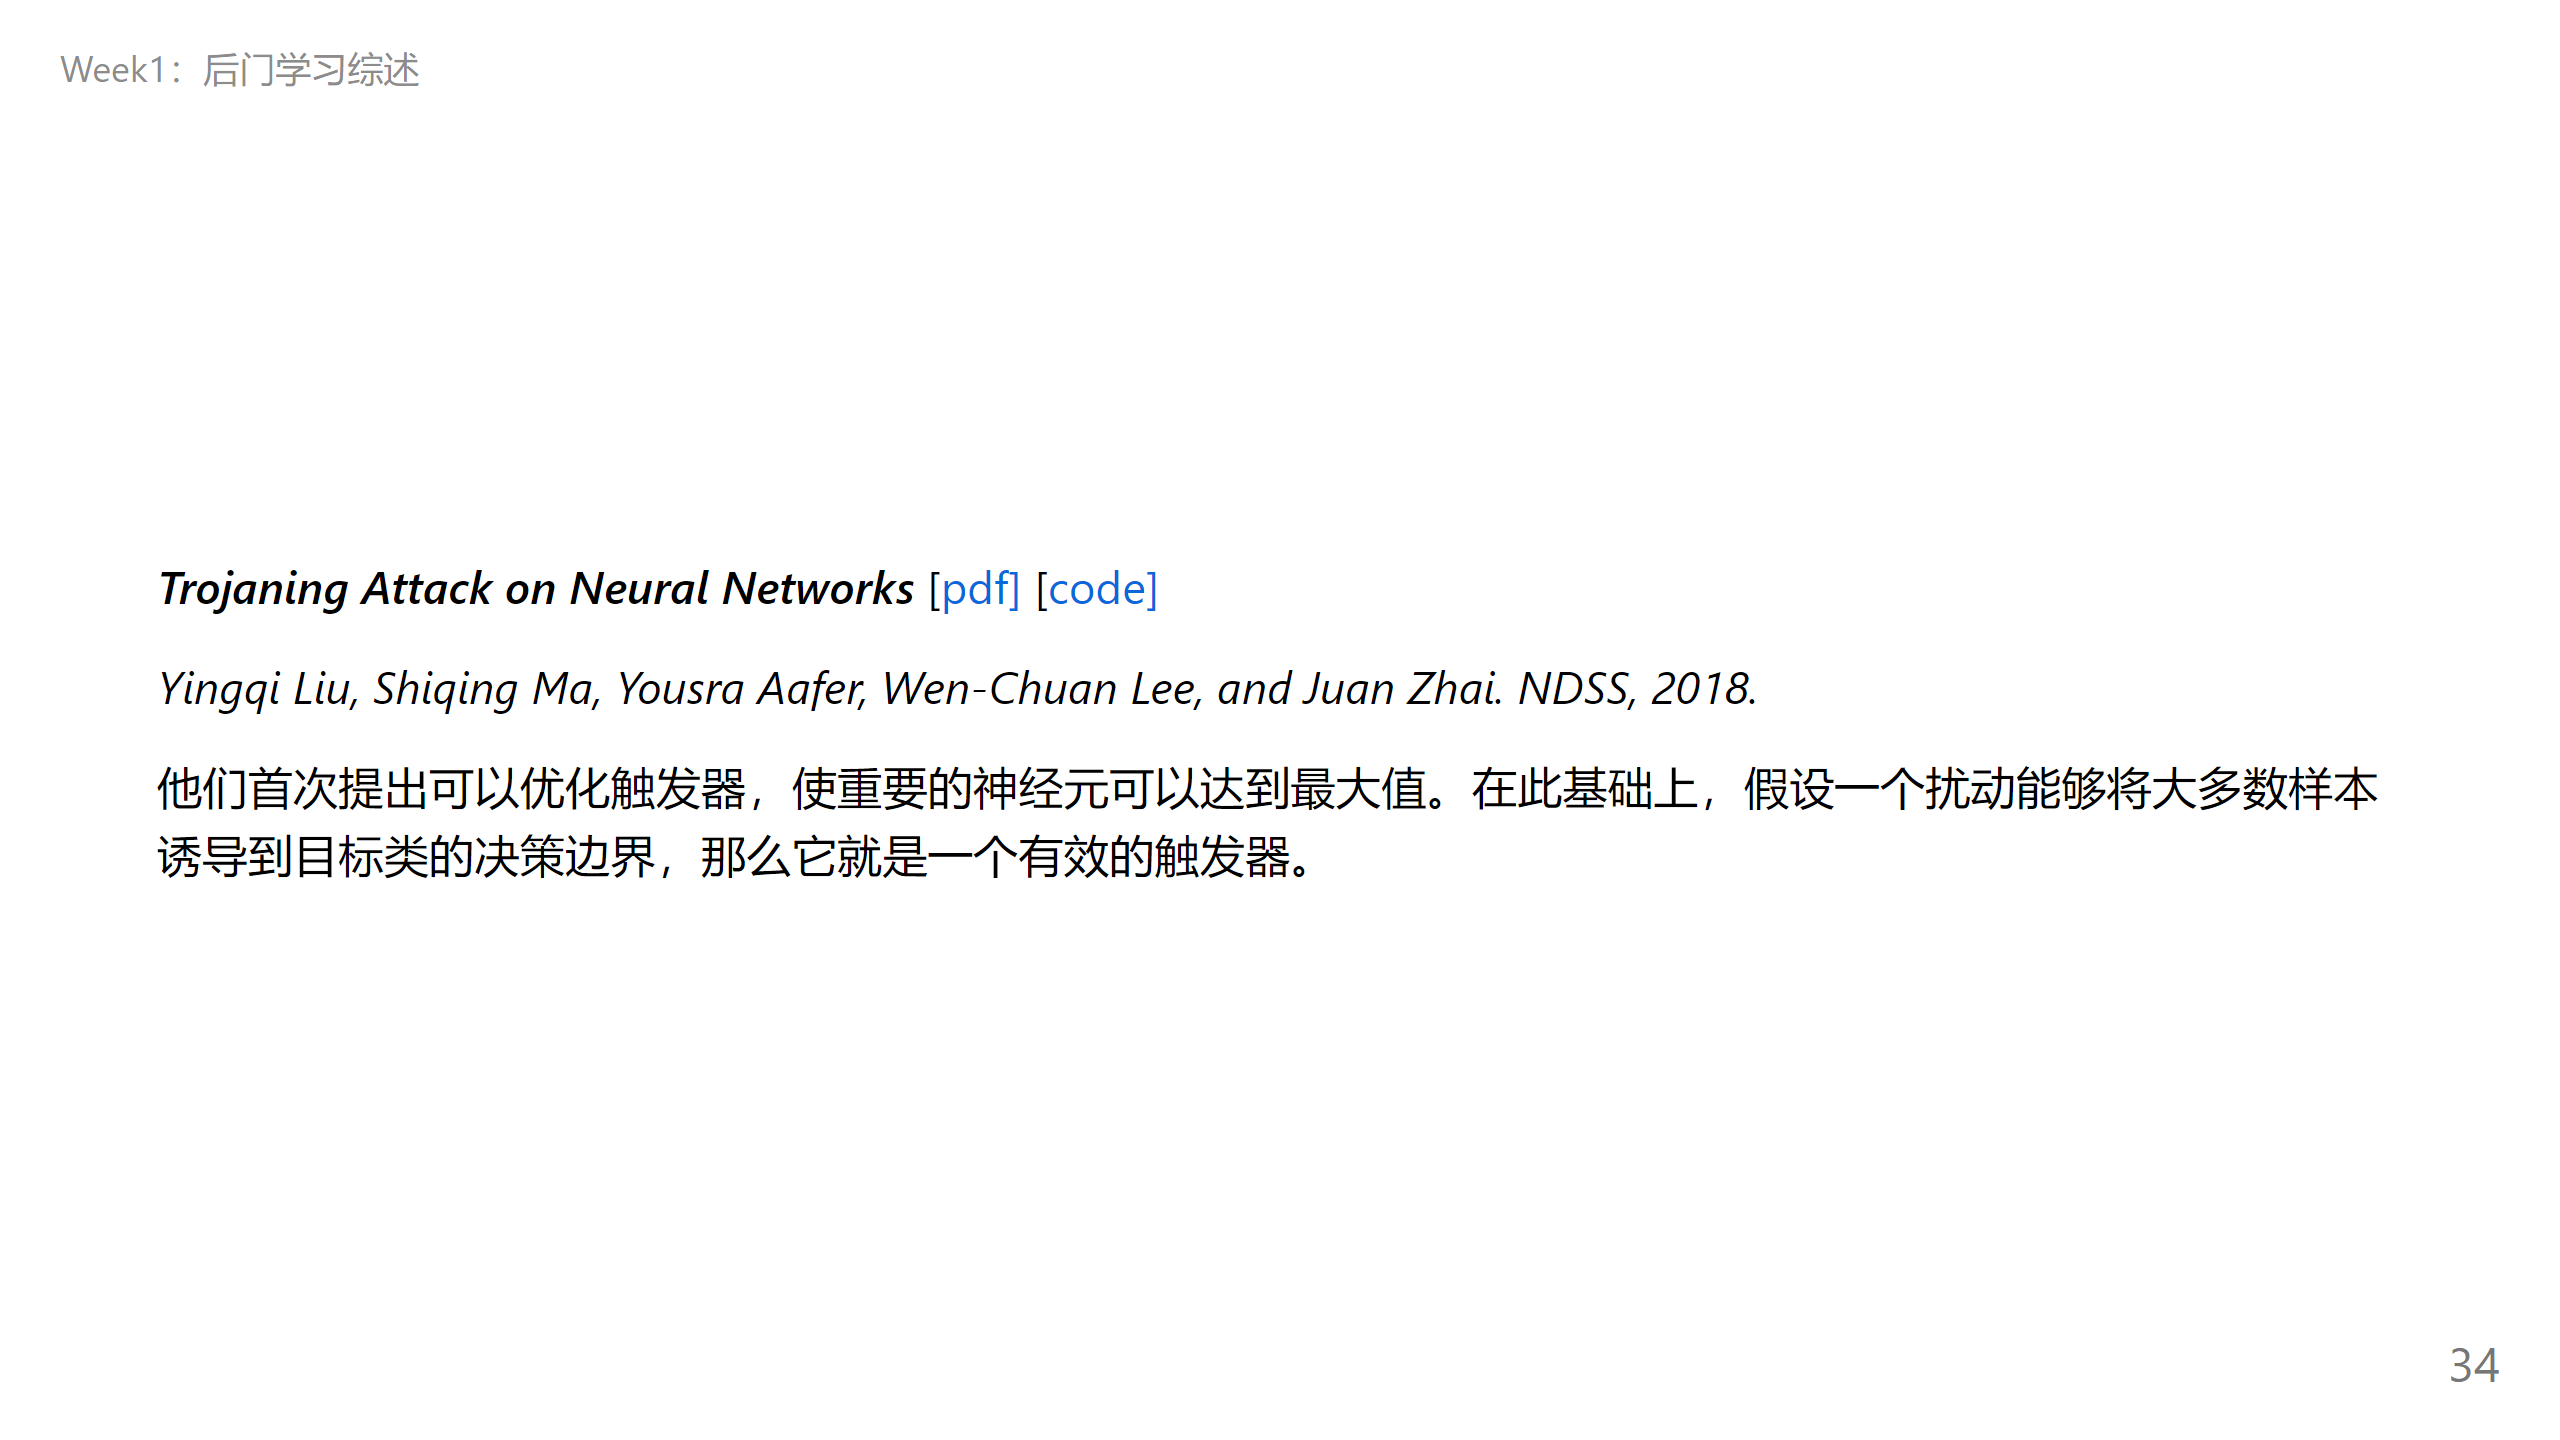 Week1：后门学习综述
Trojaning Attack on Neural Networks [pdf] [code]
Yingqi Liu, Shiqing Ma, Yousra Aafer, Wen-Chuan Lee, and Juan Zhai. NDSS, 2018.
他们首次提出可以优化触发器，使重要的神经元可以达到最大值。在此基础上，假设一个扰动能够将大多数样本
诱导到目标类的决策边界，那么它就是一个有效的触发器。
34